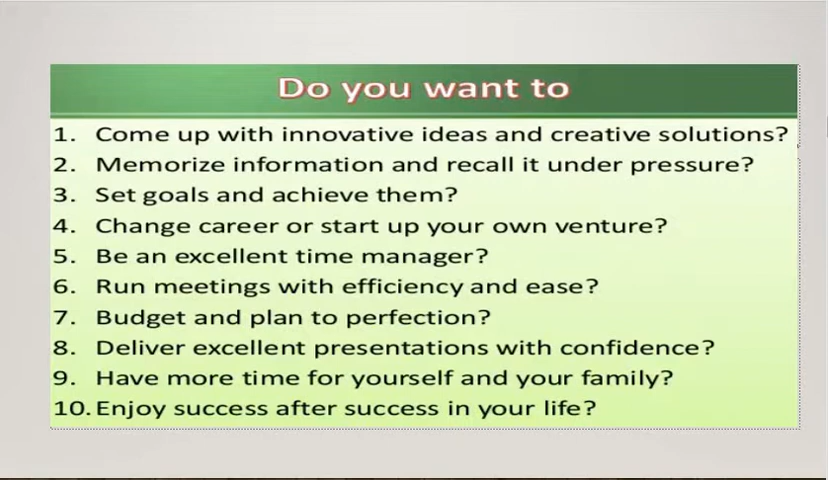 Do you want to
1. Come up with innovative ideas and creative solutions?
2. Memorize information and recall it under pressure?
3. Set goals and achieve them?
4. Change career or start up your own venture?
5. Be an excellent time manager?
6. Run meetings with efficiency and ease?
7. Budget and plan to perfection?
8. Deliver excellent presentations with confidence?
9. Have more time for yourself and your family?
10. Enjoy success after success in your life?